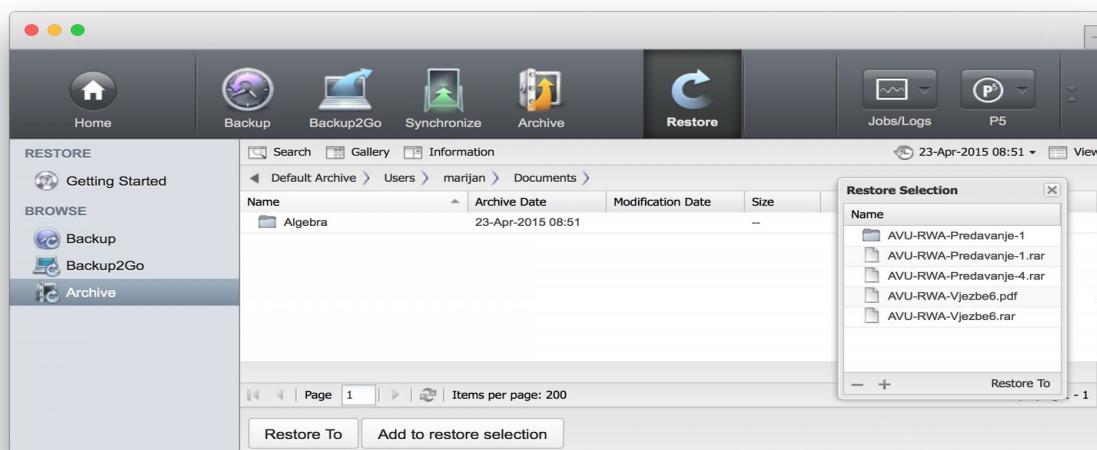 Home
Backup
Backup2Go
Synchronize
Archive
Restore
Jobs/Logs
P5
P5
RESTORE
Getting Started
BROWSE
Backup
Backup2Go
Archive
Search Gallery Information
23-Apr-2015 08:51
View
Default Archive Users marijan Documents
Name Archive Date Modification Date Size
Algebra 23-Apr-2015 08:51 --
Restore Selection
Name
AVU-RWA-Predavanje-1
AVU-RWA-Predavanje-1.rar
AVU-RWA-Predavanje-4.rar
AVU-RWA-Vjezbe6.pdf
AVU-RWA-Vjezbe6.rar
Restore To
Page 1 Items per page: 200
- 1
Restore To Add to restore selection